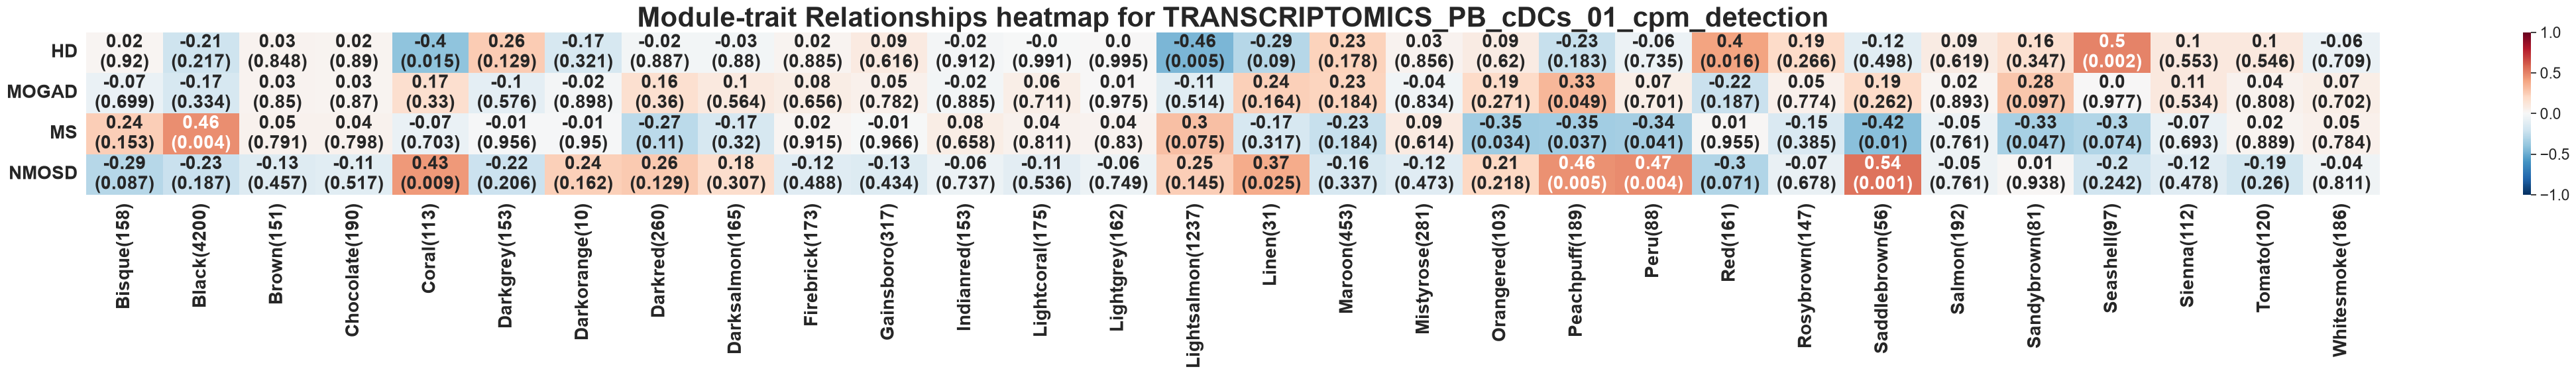 Module-trait Relationships heatmap for TRANSCRIPTOMICS_PB_cDCs_01_cpm_detection
HD 0.02 -0.21 0.03 0.02 -0.4 0.26 -0.17 -0.02 -0.03 0.02 0.09 -0.02 -0.0 0.0 -0.46 -0.29 0.23 0.03 0.09 -0.23 -0.06 0.4 0.19 -0.12 0.09 0.16 0.5 0.1 0.1 -0.06
(0.92) (0.217) (0.848) (0.89) (0.015) (0.129) (0.321) (0.887) (0.88) (0.885) (0.616) (0.912) (0.991) (0.995) (0.005) (0.09) (0.178) (0.856) (0.62) (0.183) (0.735) (0.016) (0.266) (0.498) (0.619) (0.347) (0.002) (0.553) (0.546) (0.709)
MOGAD -0.07 -0.17 0.03 0.03 0.17 -0.1 -0.02 0.16 0.1 0.08 0.05 -0.02 0.06 0.01 -0.11 0.24 0.23 -0.04 0.19 0.33 0.07 -0.22 0.05 0.19 0.02 0.28 0.0 0.11 0.04 0.07
(0.699) (0.334) (0.85) (0.87) (0.33) (0.576) (0.898) (0.36) (0.564) (0.656) (0.782) (0.885) (0.711) (0.975) (0.514) (0.164) (0.184) (0.834) (0.271) (0.049) (0.701) (0.187) (0.774) (0.262) (0.893) (0.097) (0.977) (0.534) (0.808) (0.702)
MS 0.24 0.46 0.05 0.04 -0.07 -0.01 -0.01 -0.27 -0.17 0.02 -0.01 0.08 0.04 0.04 0.3 -0.17 -0.23 0.09 -0.35 -0.35 -0.34 0.01 -0.15 -0.42 -0.05 -0.33 -0.3 -0.07 0.02 0.05
(0.153) (0.004) (0.791) (0.798) (0.703) (0.956) (0.95) (0.11) (0.32) (0.915) (0.966) (0.658) (0.811) (0.83) (0.075) (0.317) (0.184) (0.614) (0.034) (0.037) (0.041) (0.955) (0.385) (0.01) (0.761) (0.047) (0.074) (0.693) (0.889) (0.784)
NMOSD -0.29 -0.23 -0.13 -0.11 0.43 -0.22 0.24 0.26 0.18 -0.12 -0.13 -0.06 -0.11 -0.06 0.25 0.37 -0.16 -0.12 0.21 0.46 0.47 -0.3 -0.07 0.54 -0.05 0.01 -0.2 -0.12 -0.19 -0.04
(0.087) (0.187) (0.457) (0.517) (0.009) (0.206) (0.162) (0.129) (0.307) (0.488) (0.434) (0.737) (0.536) (0.749) (0.145) (0.025) (0.337) (0.473) (0.218) (0.005) (0.004) (0.071) (0.678) (0.001) (0.761) (0.938) (0.242) (0.478) (0.26) (0.811)
Bisque(158)
Black(4200)
Brown(151)
Chocolate(190)
Coral(113)
Darkgrey(153)
Darkorange(10)
Darkred(260)
Darksalmon(165)
Firebrick(173)
Gainsboro(317)
Indianred(153)
Lightcoral(175)
Lightgrey(162)
Lightsalmon(1237)
Linen(31)
Maroon(453)
Mistyrose(281)
Orangered(103)
Peachpuff(189)
Peru(88)
Red(161)
Rosybrown(147)
Saddlebrown(56)
Salmon(192)
Sandybrown(81)
Seashell(97)
Sienna(112)
Tomato(120)
Whitesmoke(186)
1.0
0.5
0.0
−0.5
−1.0